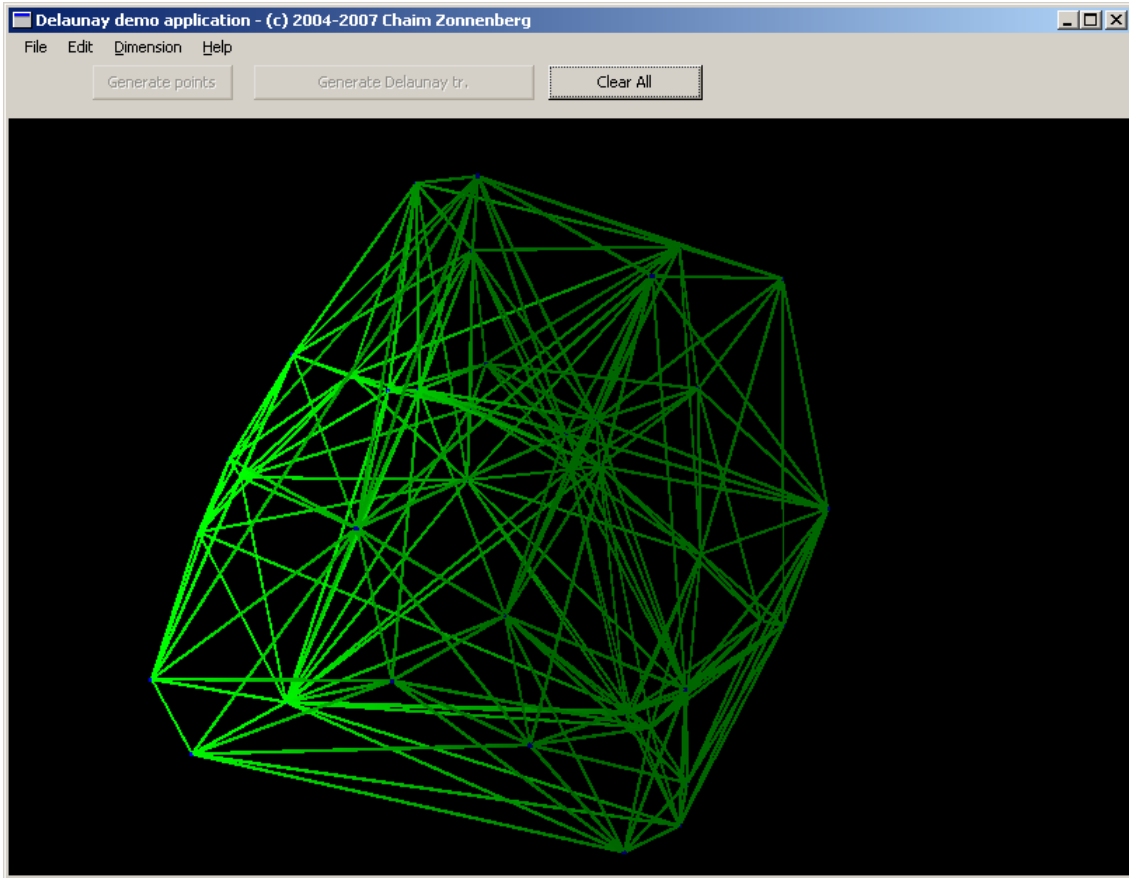 Delaunay demo application - (c) 2004-2007 Chaim Zonnenberg
File Edit Dimension Help
Generate points Generate Delaunay tr. Clear All